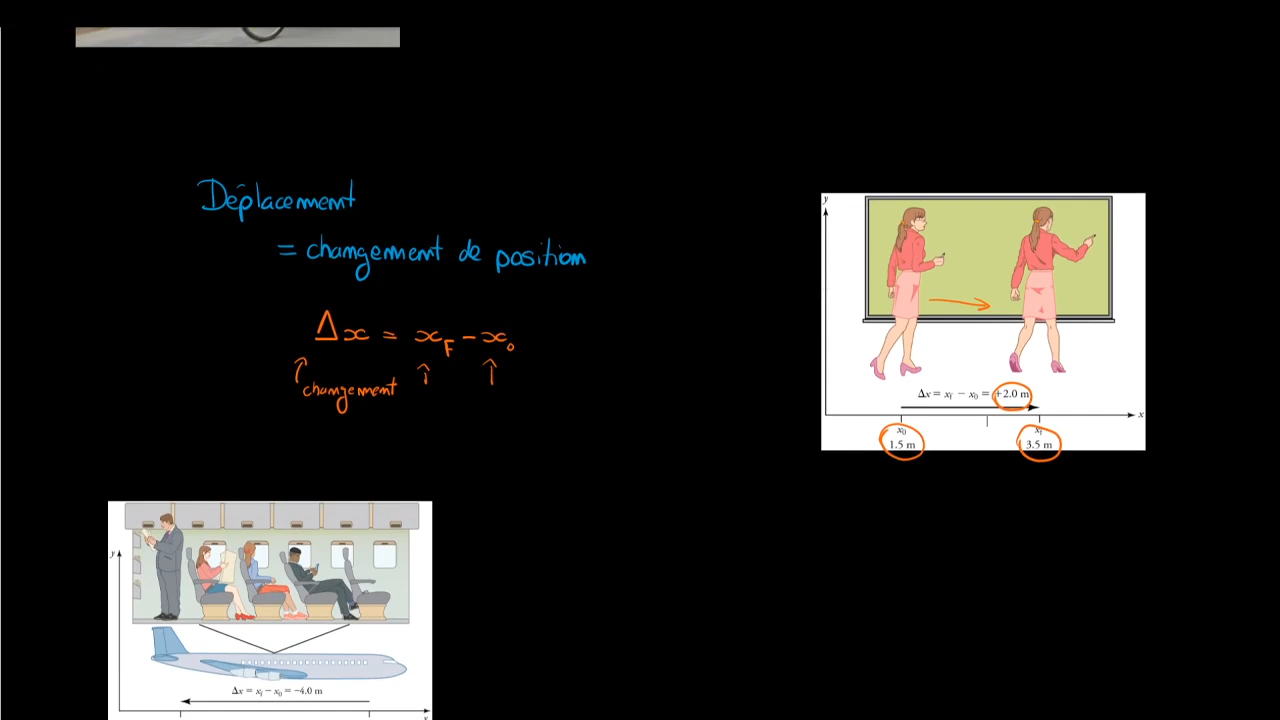 Déplacement
= changement de position
Δx = x_F - x_0
changement
y
Δx = x_f − x_0 = +2.0 m
x
x_0
x_f
1.5 m
3.5 m
y
Δx = x_f − x_0 = −4.0 m